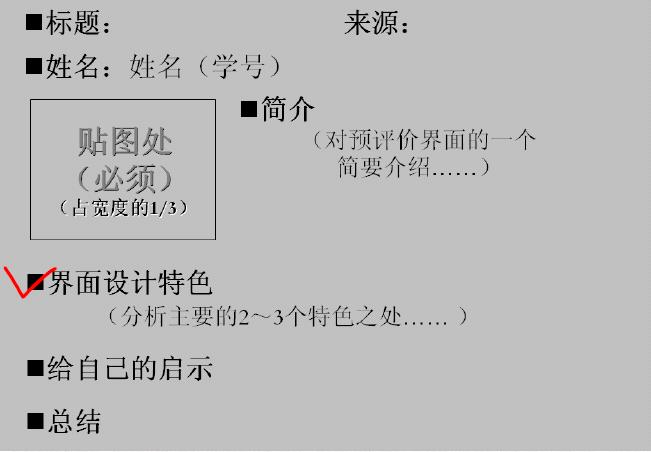 ■标题： 来源：
■姓名：姓名（学号）
贴图处
（必须）
（占宽度的1/3）
■简介
（对预评价界面的一个
简要介绍……）
■界面设计特色
（分析主要的2～3个特色之处…… ）
■给自己的启示
■总结